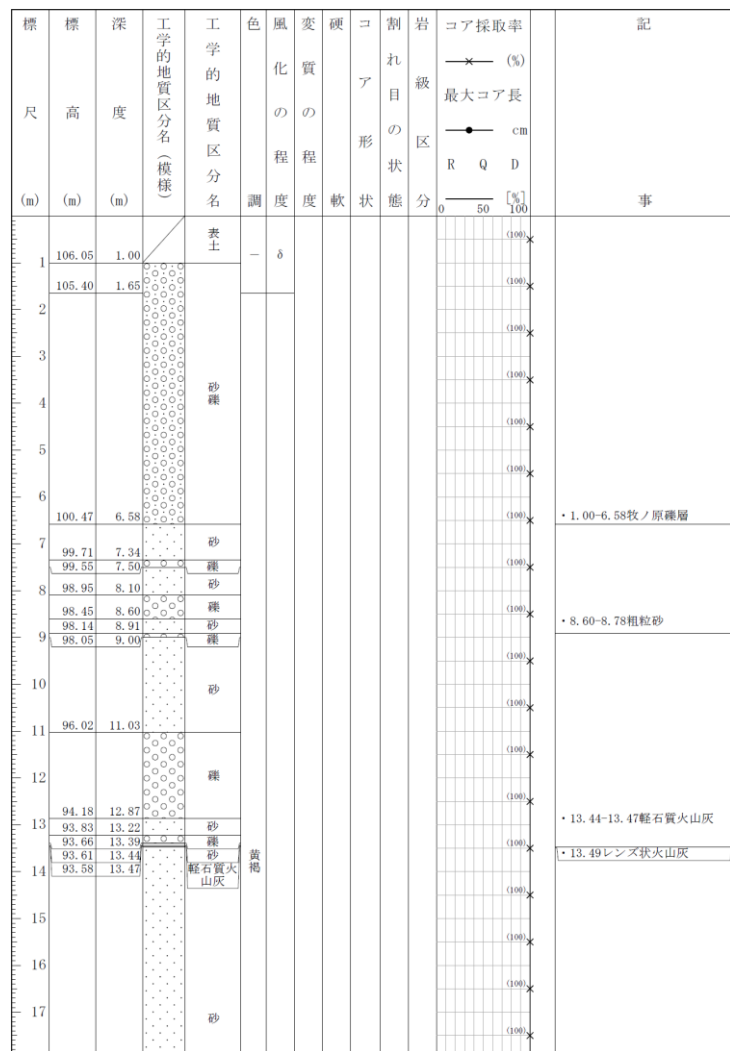 標尺(m)
標高(m)
深度(m)
工学的地質区分名(模様)
工学的地質区分名
色調
風化の程度
変質の程度
硬軟
コア形状
割れ目の状態
岩級区分
コア採取率
(%)
最大コア長
cm
R Q D
[%]
0 50 100
記事
表土
106.05 1.00 — δ
(100)
1
105.40 1.65
(100)
2
(100)
3
(100)
砂礫
4
(100)
5
(100)
6
100.47 6.58
(100)
・1.00-6.58牧ノ原礫層
砂
7
99.71 7.34
99.55 7.50 礫
(100)
砂
8
98.95 8.10
98.45 8.60 礫
(100)
98.14 8.91 砂
・8.60-8.78粗粒砂
9
98.05 9.00 礫
(100)
10
砂
(100)
11
96.02 11.03
(100)
12
礫
(100)
94.18 12.87
13
93.83 13.22 砂
・13.44-13.47軽石質火山灰
93.66 13.39 礫
(100)
93.61 13.44 砂
黄褐
・13.49レンズ状火山灰
93.58 13.47 軽石質火山灰
14
(100)
15
(100)
16
(100)
17
砂
(100)